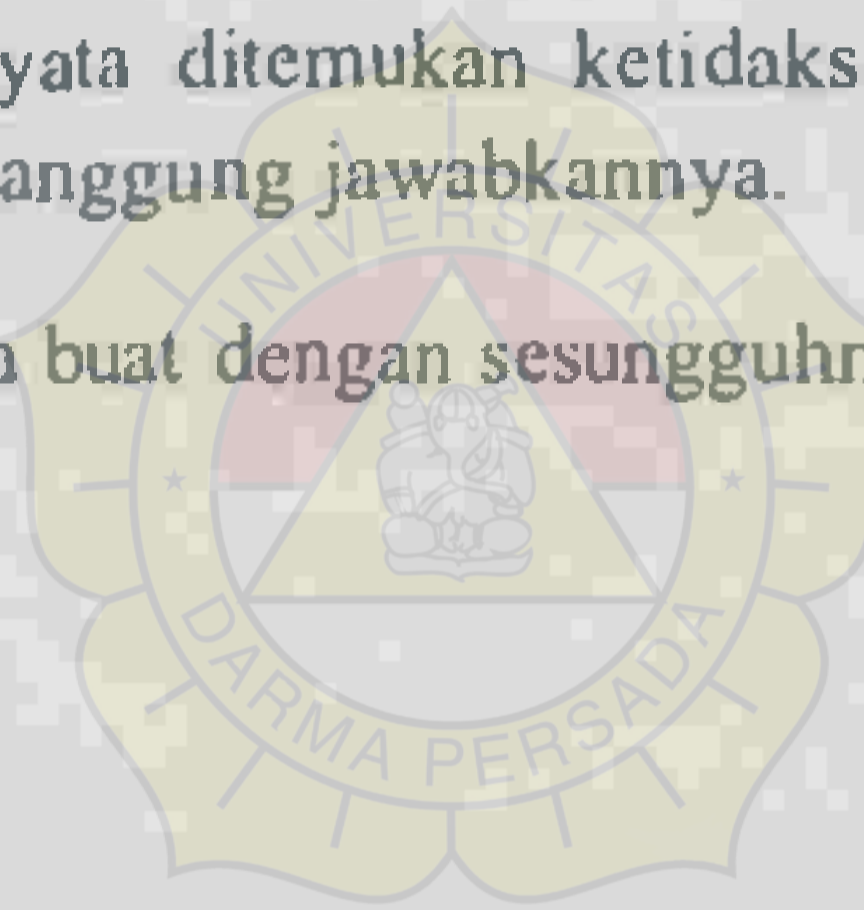 yata ditemukan ketidaks
anggung jawabkannya.
UNIVERSITAS
buat dengan sesungguhn
DARMA PERSADA